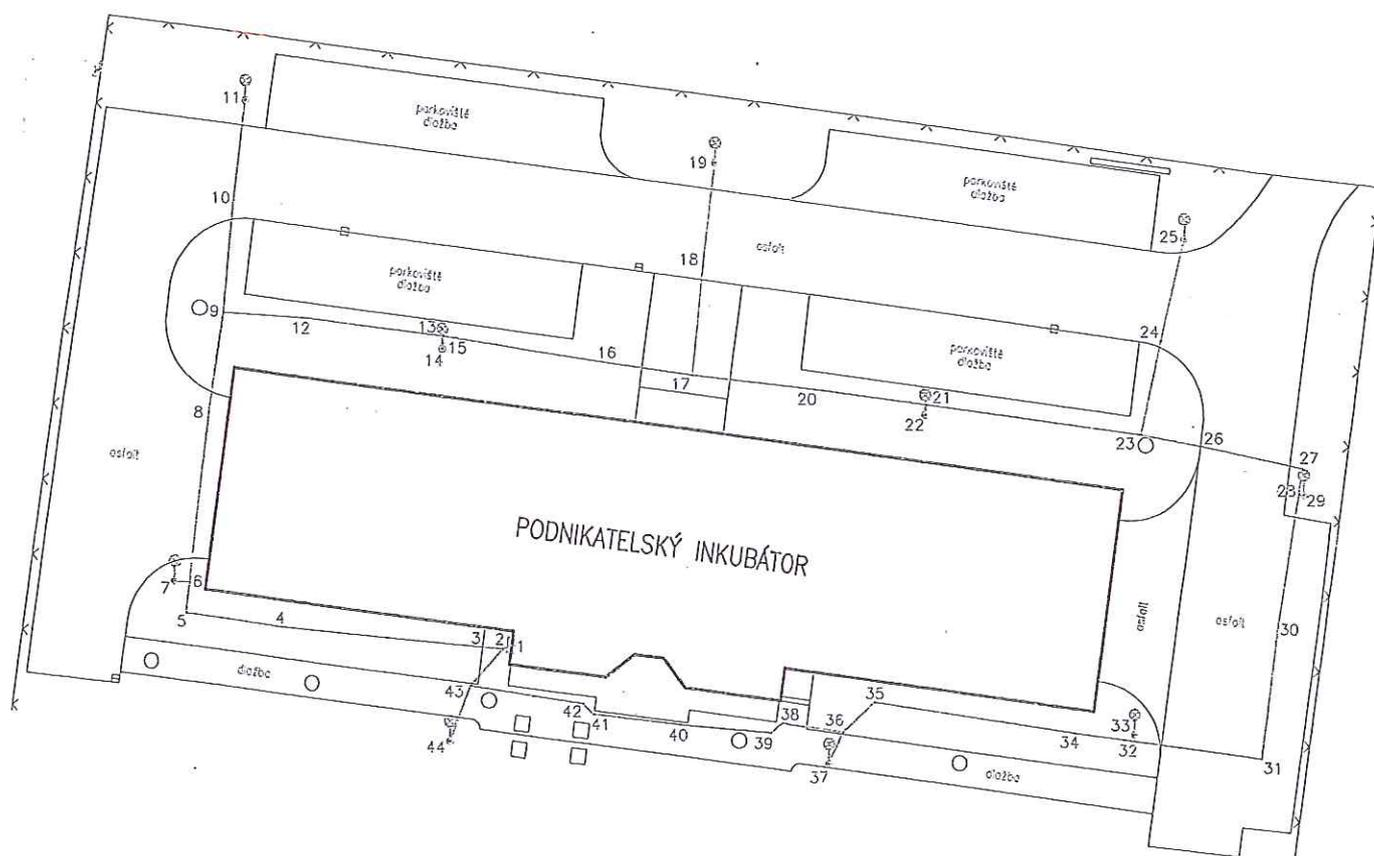 11
parkoviště
dlažba
19
parkoviště
dlažba
10
25
18
asfalt
parkoviště
dlažba
9
12
13
15
14
24
16
parkoviště
dlažba
17
20
21
22
8
23
26
27
asfalt
28
29
PODNIKATELSKÝ INKUBÁTOR
7
6
5
4
3
2
1
asfalt
asfalt
30
dlažba
43
35
42
41
38
36
33
44
40
39
34
32
37
31
dlažba